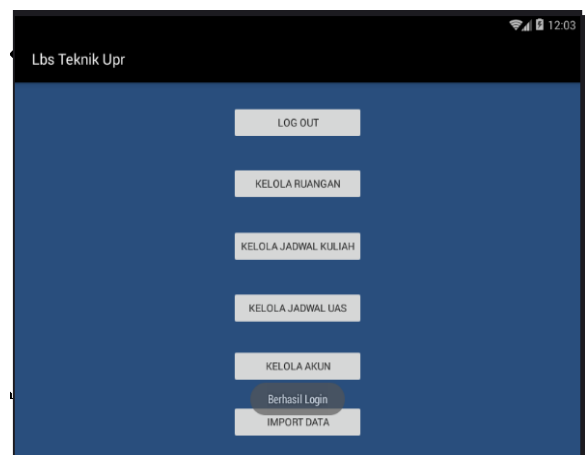 12:03
Lbs Teknik Upr
LOG OUT
KELOLA RUANGAN
KELOLA JADWAL KULIAH
KELOLA JADWAL UAS
KELOLA AKUN
Berhasil Login
IMPORT DATA